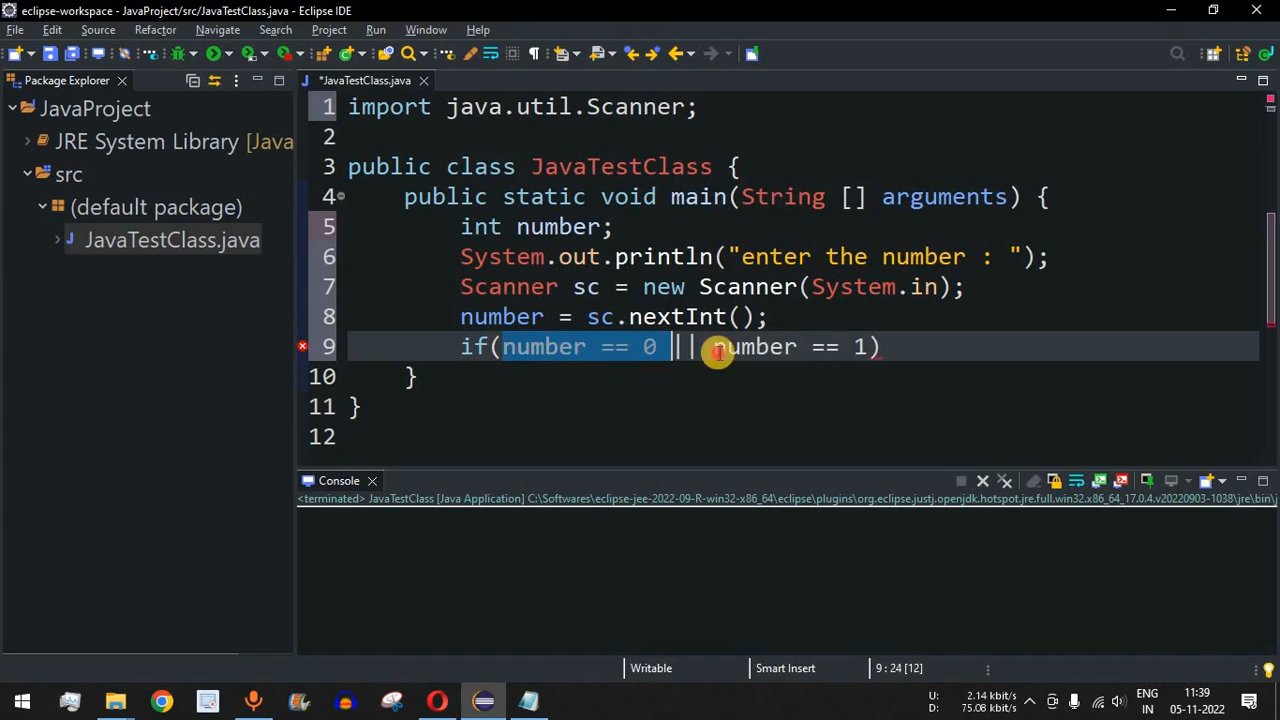 eclipse-workspace - JavaProject/src/JavaTestClass.java - Eclipse IDE
File Edit Source Refactor Navigate Search Project Run Window Help
Package Explorer
*JavaTestClass.java
JavaProject
JRE System Library [Java
src
(default package)
JavaTestClass.java
1 import java.util.Scanner;
2
3 public class JavaTestClass {
4 public static void main(String [] arguments) {
5 int number;
6 System.out.println("enter the number : ");
7 Scanner sc = new Scanner(System.in);
8 number = sc.nextInt();
9 if(number == 0 || number == 1)
10 }
11 }
12
Console
<terminated> JavaTestClass [Java Application] C:\Softwares\eclipse-jee-2022-09-R-win32-x86_64\eclipse\plugins\org.eclipse.justj.openjdk.hotspot.jre.full.win32.x86_64_17.0.4.v20220903-1038\jre\bin\j
Writable Smart Insert 9 : 24 [12]
U: 2.14 kbit/s
D: 75.08 kbit/s
ENG
IN
11:39
05-11-2022